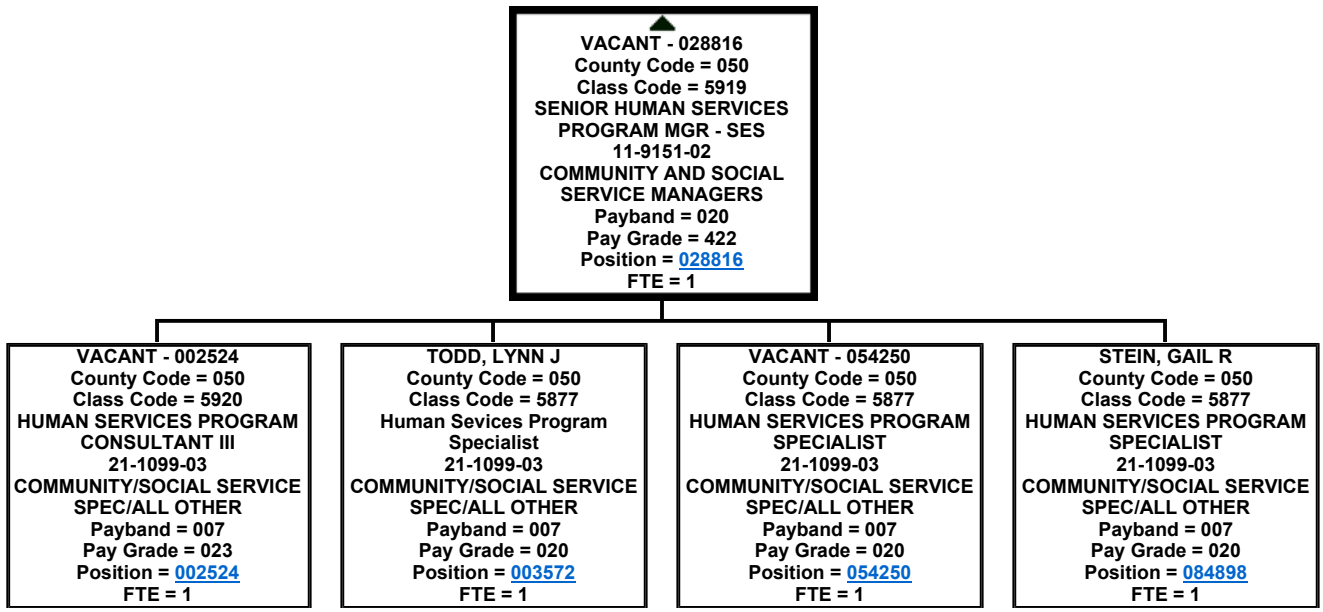 VACANT - 028816
County Code = 050
Class Code = 5919
SENIOR HUMAN SERVICES
PROGRAM MGR - SES
11-9151-02
COMMUNITY AND SOCIAL
SERVICE MANAGERS
Payband = 020
Pay Grade = 422
Position = 028816
FTE = 1
VACANT - 002524
County Code = 050
Class Code = 5920
HUMAN SERVICES PROGRAM
CONSULTANT III
21-1099-03
COMMUNITY/SOCIAL SERVICE
SPEC/ALL OTHER
Payband = 007
Pay Grade = 023
Position = 002524
FTE = 1
TODD, LYNN J
County Code = 050
Class Code = 5877
Human Sevices Program
Specialist
21-1099-03
COMMUNITY/SOCIAL SERVICE
SPEC/ALL OTHER
Payband = 007
Pay Grade = 020
Position = 003572
FTE = 1
VACANT - 054250
County Code = 050
Class Code = 5877
HUMAN SERVICES PROGRAM
SPECIALIST
21-1099-03
COMMUNITY/SOCIAL SERVICE
SPEC/ALL OTHER
Payband = 007
Pay Grade = 020
Position = 054250
FTE = 1
STEIN, GAIL R
County Code = 050
Class Code = 5877
HUMAN SERVICES PROGRAM
SPECIALIST
21-1099-03
COMMUNITY/SOCIAL SERVICE
SPEC/ALL OTHER
Payband = 007
Pay Grade = 020
Position = 084898
FTE = 1